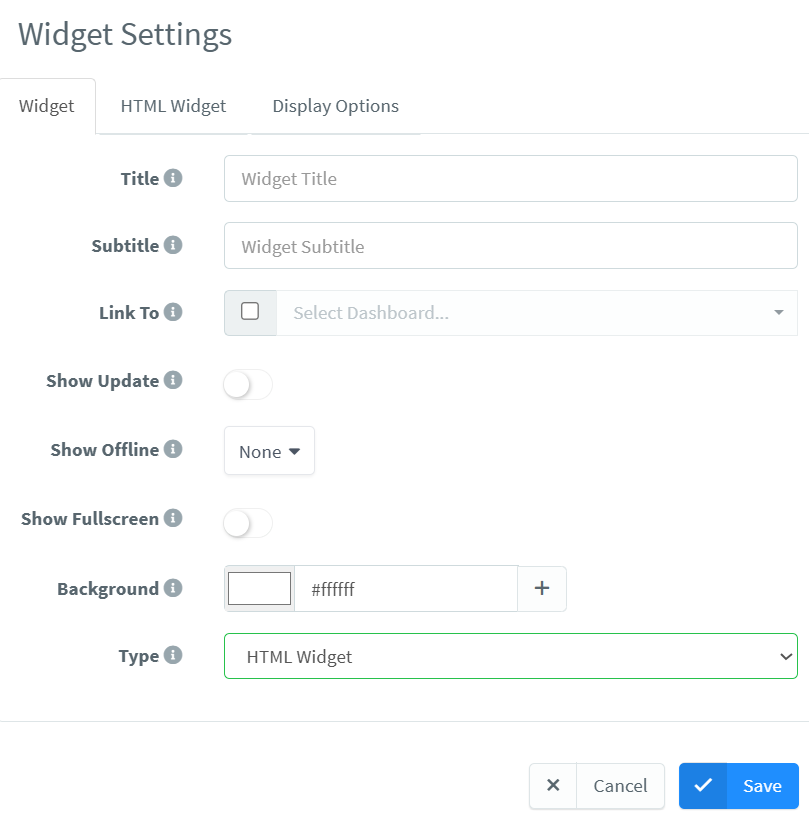 Widget Settings
Widget HTML Widget Display Options
Title Widget Title
Subtitle Widget Subtitle
Link To Select Dashboard...
Show Update
Show Offline None
Show Fullscreen
Background #ffffff +
Type HTML Widget
Cancel Save